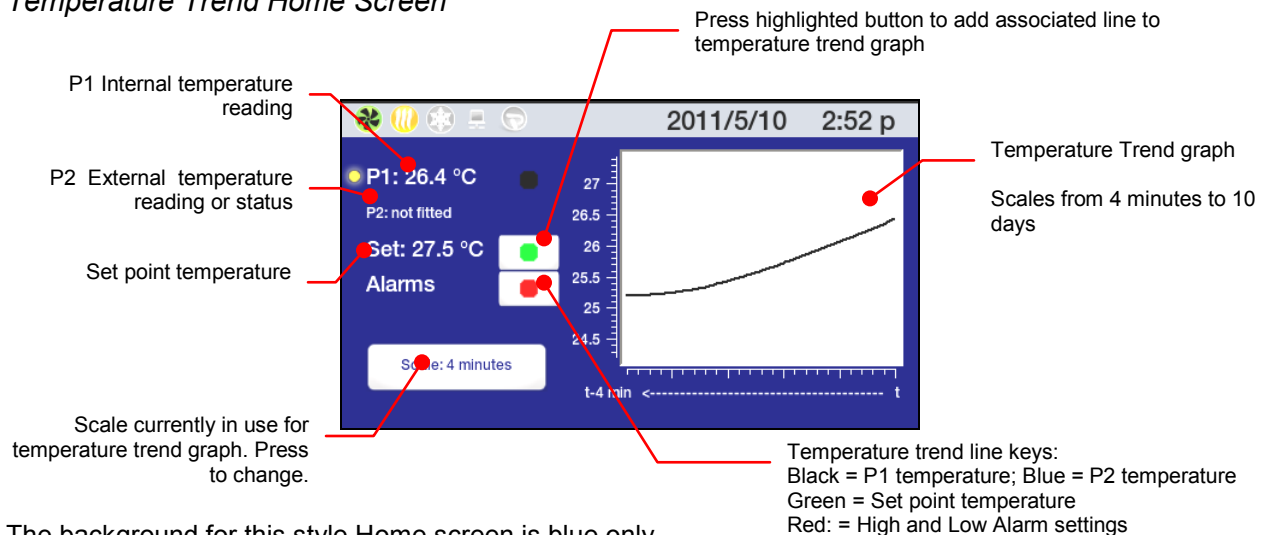 Temperature Trend Home Screen
Press highlighted button to add associated line to
temperature trend graph
P1 Internal temperature
reading
2011/5/10 2:52 p
P1: 26.4 °C
P2: not fitted
Set: 27.5 °C
Alarms
Scale: 4 minutes
27
26.5
26
25.5
25
24.5
t-4 min <--------------------------------------- t
Temperature Trend graph
Scales from 4 minutes to 10
days
P2 External temperature
reading or status
Set point temperature
Scale currently in use for
temperature trend graph. Press
to change.
Temperature trend line keys:
Black = P1 temperature; Blue = P2 temperature
Green = Set point temperature
Red: = High and Low Alarm settings
The background for this style Home screen is blue only